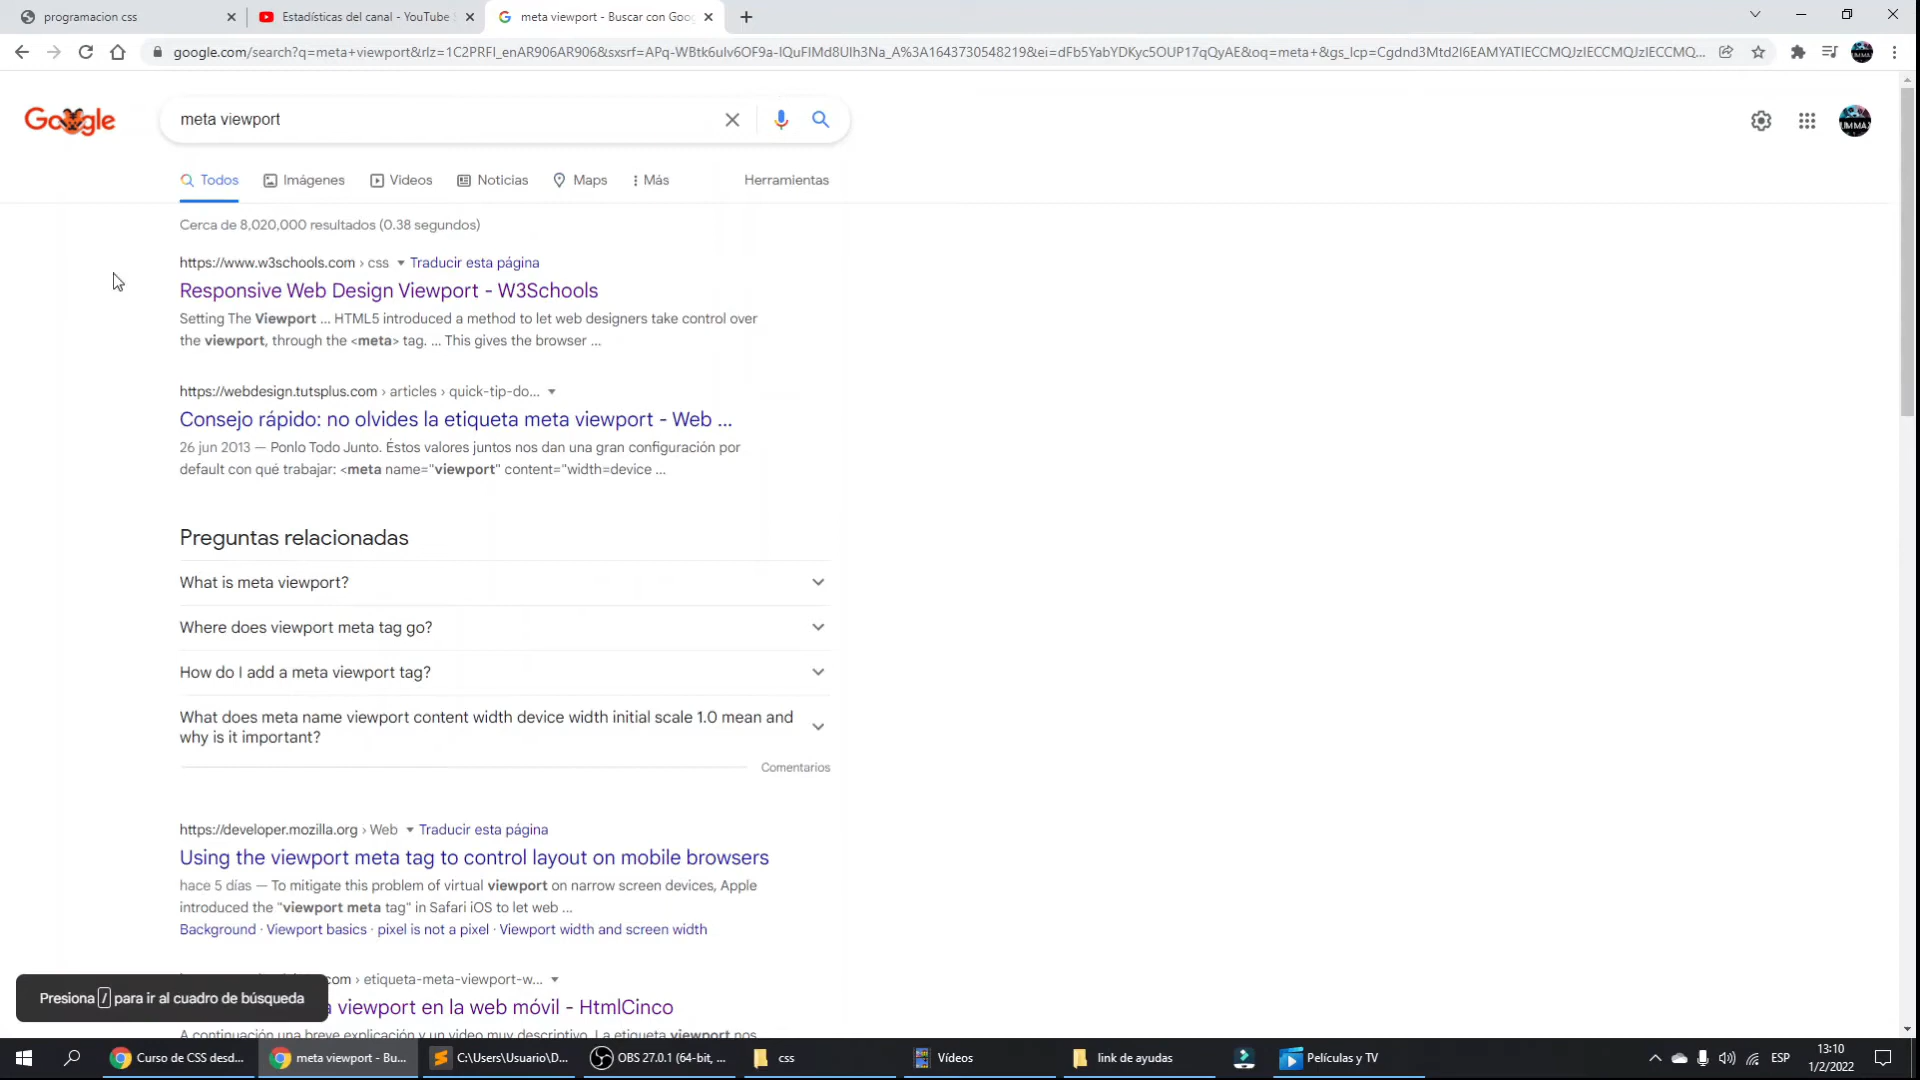 programacion css
Estadísticas del canal - YouTube
meta viewport - Buscar con Goo
google.com/search?q=meta+viewport&rlz=1C2PRFI_enAR906AR906&sxsrf=APq-WBtk6ulv6OF9a-IQuFIMd8UIh3Na_A%3A1643730548219&ei=dFb5YabYDKyc5OUP17qQyAE&oq=meta+&gs_lcp=Cgdnd3Mtd2l6EAMYATIECCMQJzIECCMQJzIECCMQ...
Google
meta viewport
Todos
Imágenes
Videos
Noticias
Maps
Más
Herramientas
Cerca de 8,020,000 resultados (0.38 segundos)
https://www.w3schools.com › css
Traducir esta página
Responsive Web Design Viewport - W3Schools
Setting The Viewport ... HTML5 introduced a method to let web designers take control over
the viewport, through the <meta> tag. ... This gives the browser ...
https://webdesign.tutsplus.com › articles › quick-tip-do...
Consejo rápido: no olvides la etiqueta meta viewport - Web ...
26 jun 2013 — Ponlo Todo Junto. Éstos valores juntos nos dan una gran configuración por
default con qué trabajar: <meta name="viewport" content="width=device ...
Preguntas relacionadas
What is meta viewport?
Where does viewport meta tag go?
How do I add a meta viewport tag?
What does meta name viewport content width device width initial scale 1.0 mean and
why is it important?
Comentarios
https://developer.mozilla.org › Web
Traducir esta página
Using the viewport meta tag to control layout on mobile browsers
hace 5 días — To mitigate this problem of virtual viewport on narrow screen devices, Apple
introduced the "viewport meta tag" in Safari iOS to let web ...
Background · Viewport basics · pixel is not a pixel · Viewport width and screen width
com › etiqueta-meta-viewport-w...
Presiona / para ir al cuadro de búsqueda
a viewport en la web móvil - HtmlCinco
A continuación una breve explicación y un video muy descriptivo. La etiqueta viewport nos
Curso de CSS desd...
meta viewport - Bu...
C:\Users\Usuario\D...
OBS 27.0.1 (64-bit, ...
css
Vídeos
link de ayudas
Películas y TV
ESP
13:10
1/2/2022